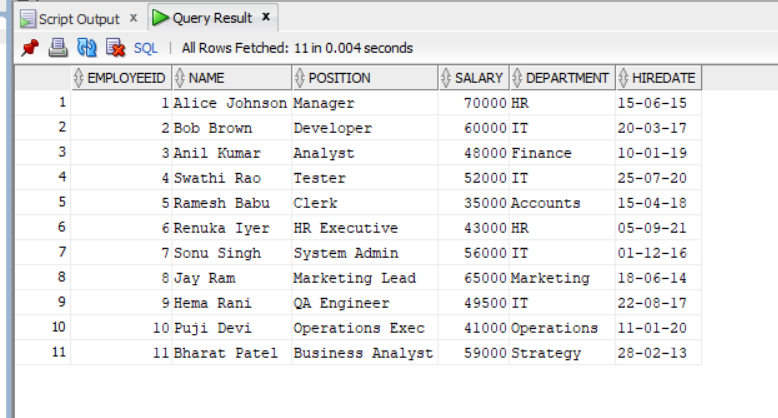 Script Output x Query Result x
SQL | All Rows Fetched: 11 in 0.004 seconds
EMPLOYEEID NAME POSITION SALARY DEPARTMENT HIREDATE
1 1 Alice Johnson Manager 70000 HR 15-06-15
2 2 Bob Brown Developer 60000 IT 20-03-17
3 3 Anil Kumar Analyst 48000 Finance 10-01-19
4 4 Swathi Rao Tester 52000 IT 25-07-20
5 5 Ramesh Babu Clerk 35000 Accounts 15-04-18
6 6 Renuka Iyer HR Executive 43000 HR 05-09-21
7 7 Sonu Singh System Admin 56000 IT 01-12-16
8 8 Jay Ram Marketing Lead 65000 Marketing 18-06-14
9 9 Hema Rani QA Engineer 49500 IT 22-08-17
10 10 Puji Devi Operations Exec 41000 Operations 11-01-20
11 11 Bharat Patel Business Analyst 59000 Strategy 28-02-13